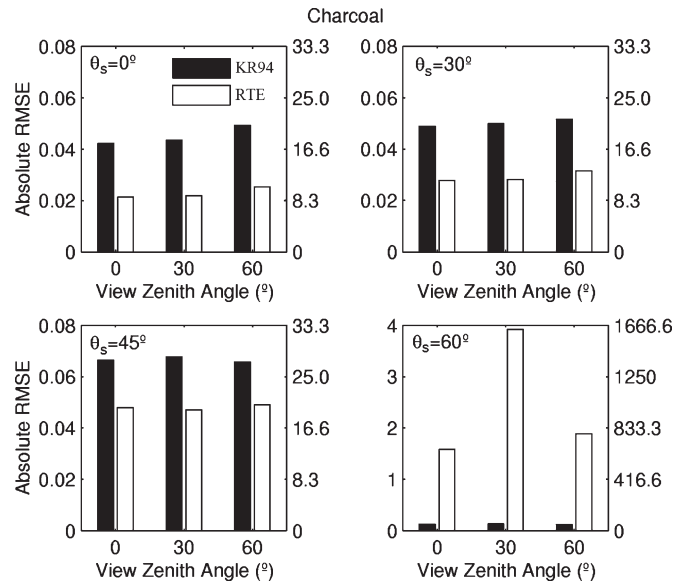 Charcoal
Absolute RMSE
0.08
0.06
0.04
0.02
0
θs=0º
KR94
RTE
33.3
25.0
16.6
8.3
0
0 30 60
View Zenith Angle (º)
0.08
0.06
0.04
0.02
0
θs=30º
33.3
25.0
16.6
8.3
0
0 30 60
View Zenith Angle (º)
Absolute RMSE
0.08
0.06
0.04
0.02
0
θs=45º
33.3
25.0
16.6
8.3
0
0 30 60
View Zenith Angle (º)
4
3
2
1
0
θs=60º
1666.6
1250
833.3
416.6
0
0 30 60
View Zenith Angle (º)